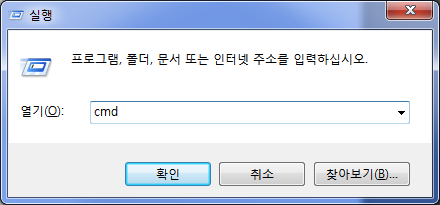 실행
프로그램, 폴더, 문서 또는 인터넷 주소를 입력하십시오.
열기(O): cmd
확인 취소 찾아보기(B)...